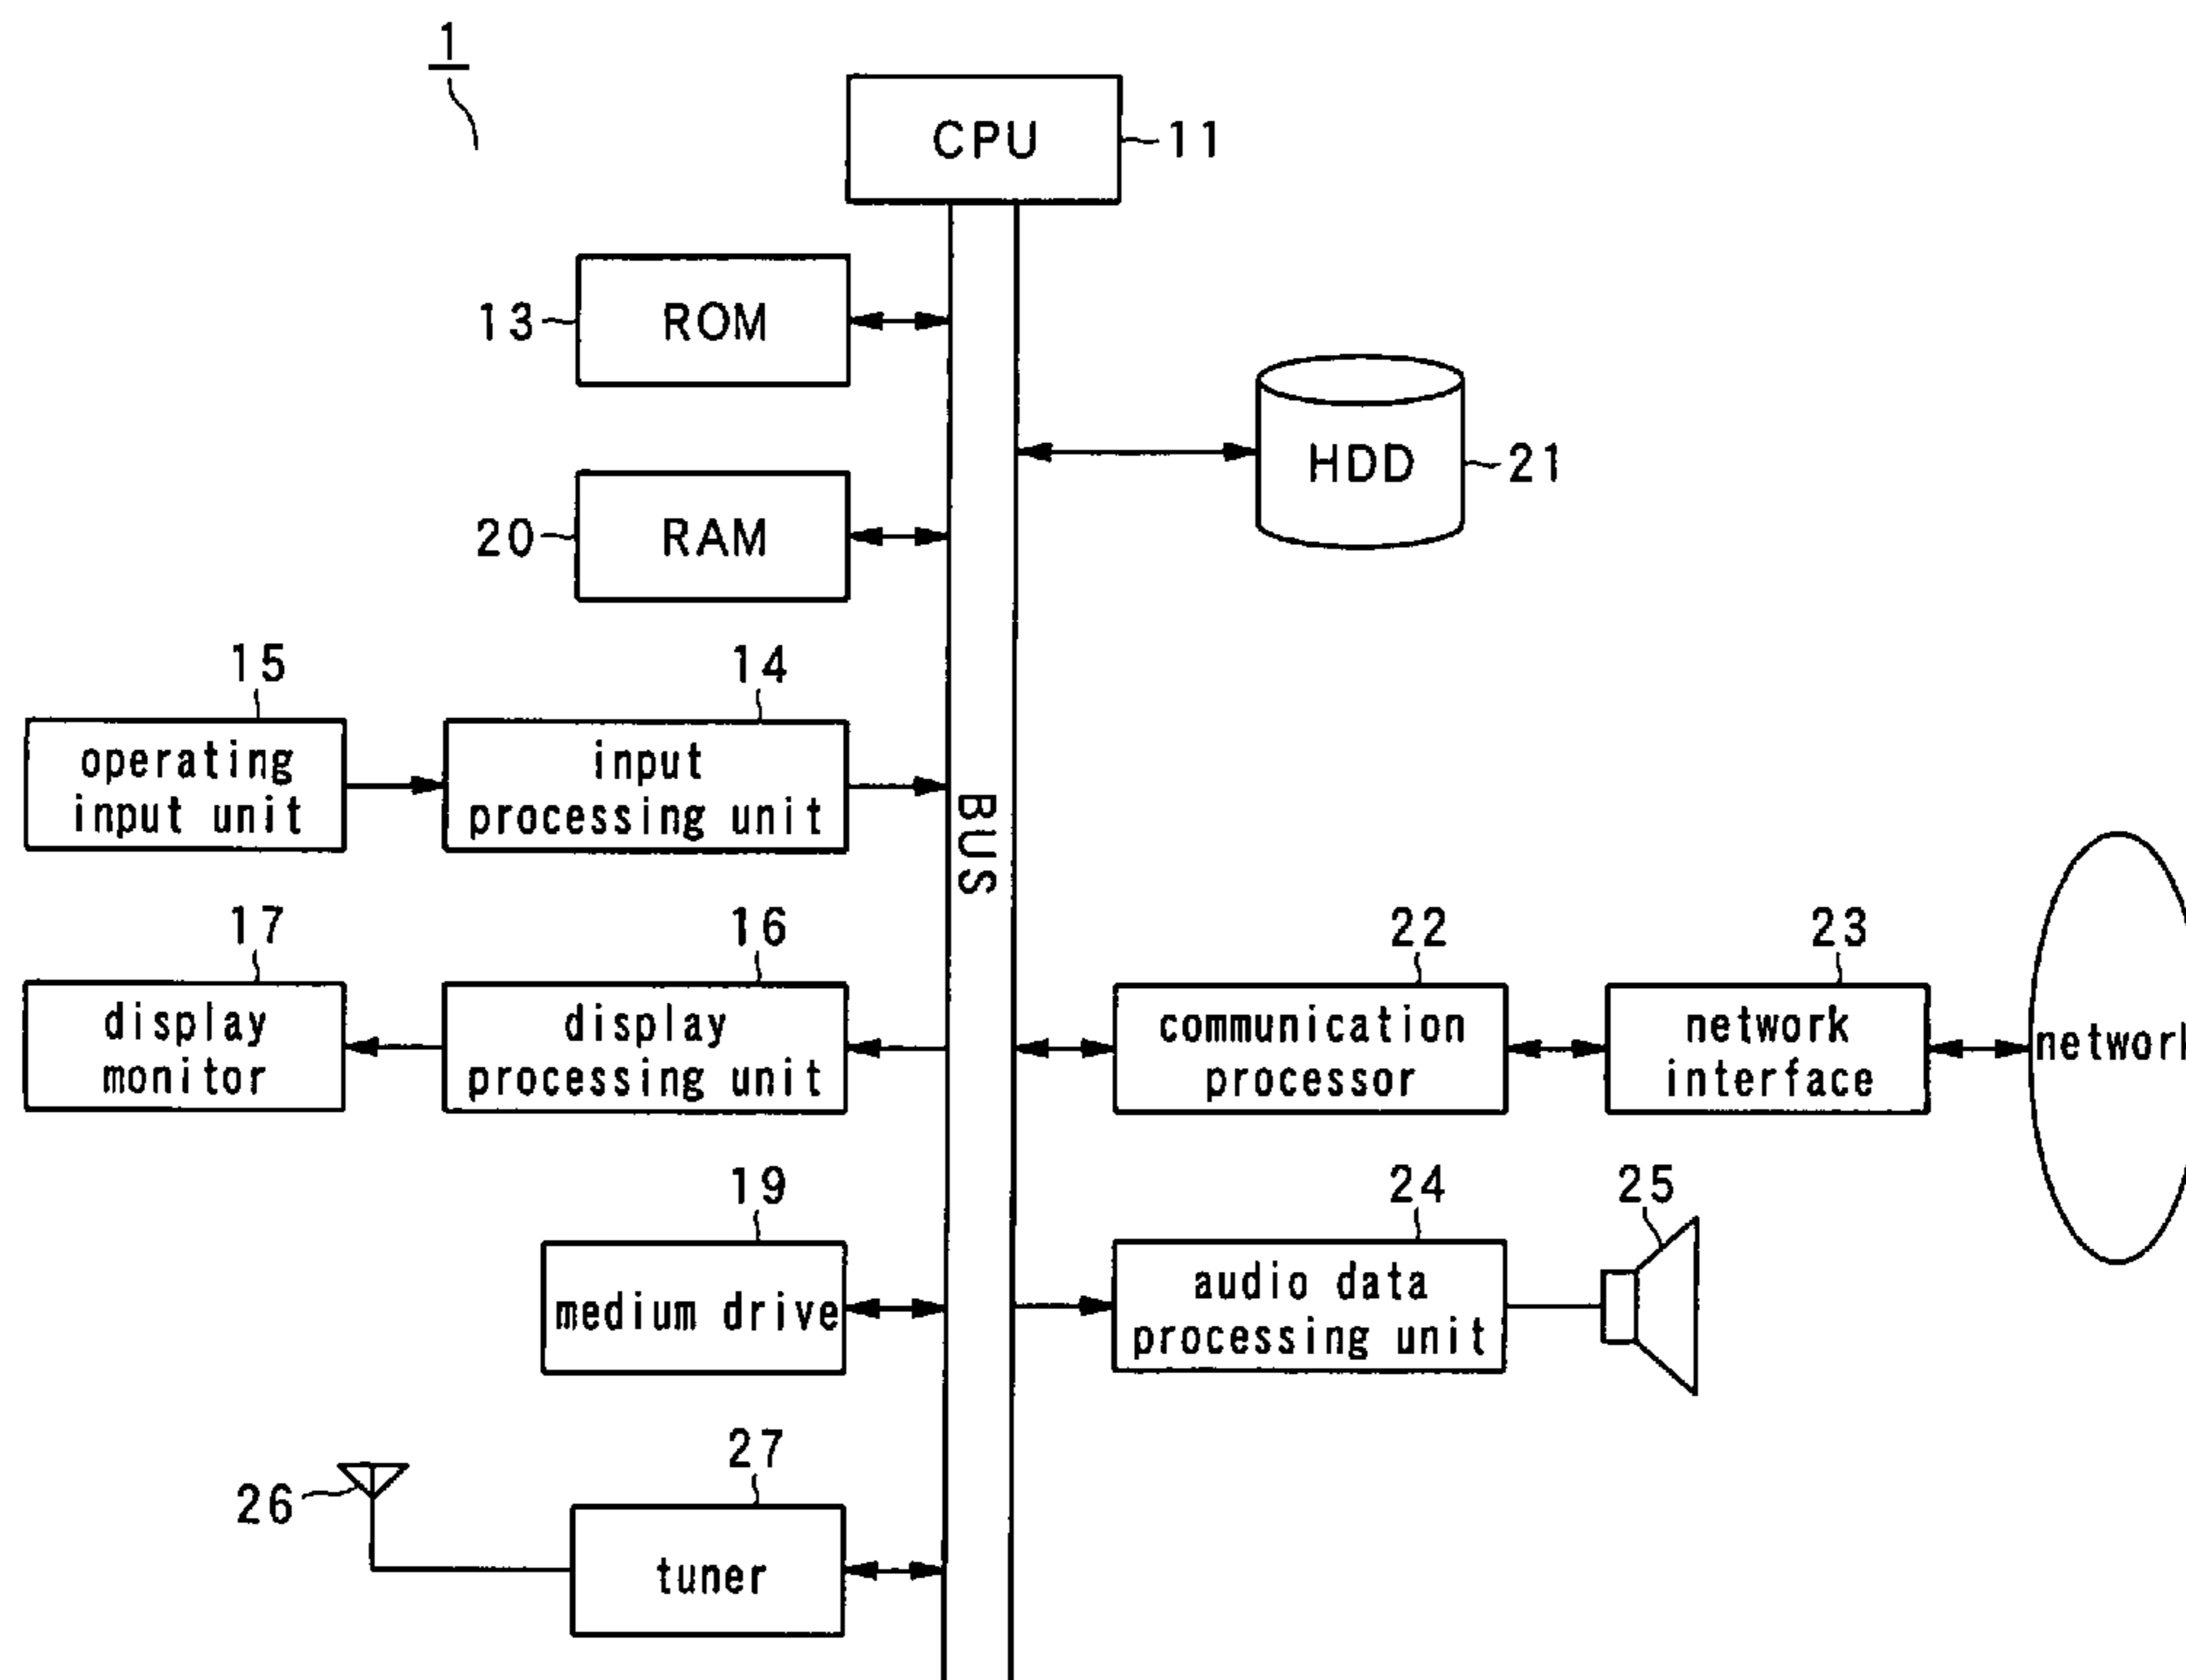 1
CPU
11
13
ROM
HDD
21
20
RAM
15
14
operating
input unit
input
processing unit
BUS
17
16
22
23
display
monitor
display
processing unit
communication
processor
network
interface
network
19
24
25
medium drive
audio data
processing unit
26
27
tuner